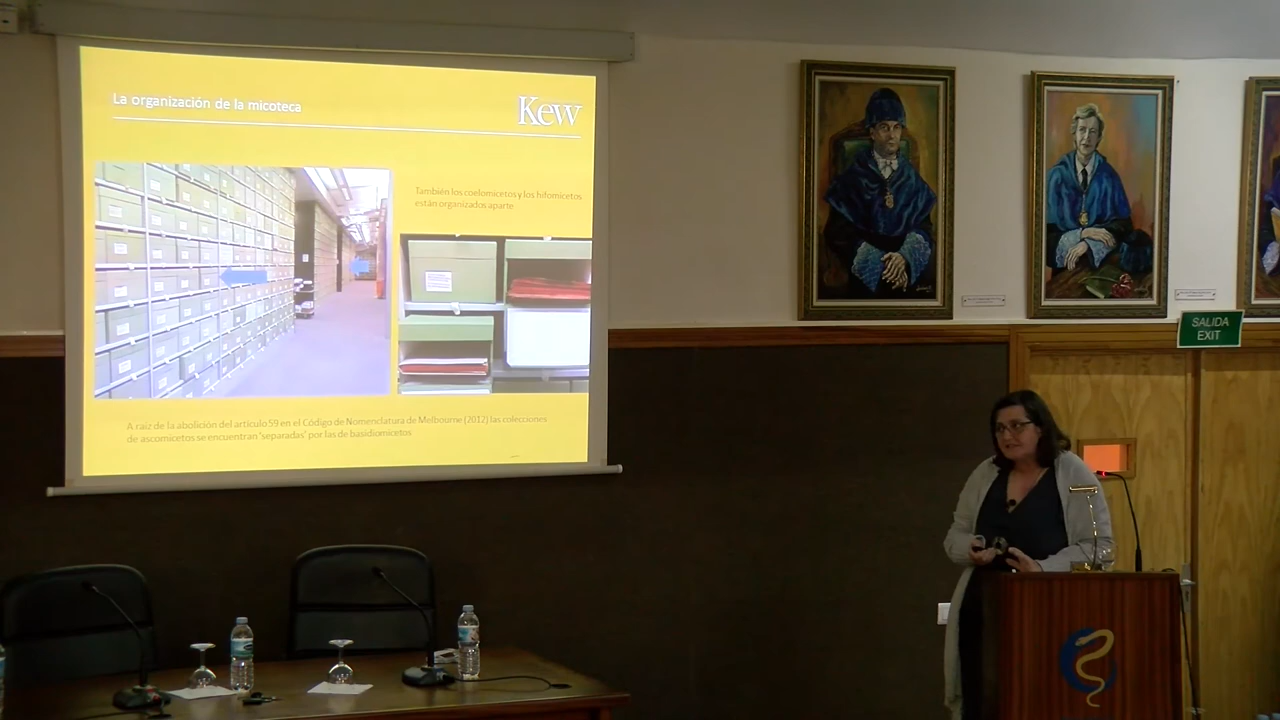 La organización de la micoteca
Kew
También los coelomicetos y los hifomicetos
están organizados aparte
A raíz de la abolición del artículo 59 en el Código de Nomenclatura de Melbourne (2012) las colecciones
de ascomicetos se encuentran "separadas" por las de basidiomicetos
SALIDA
EXIT